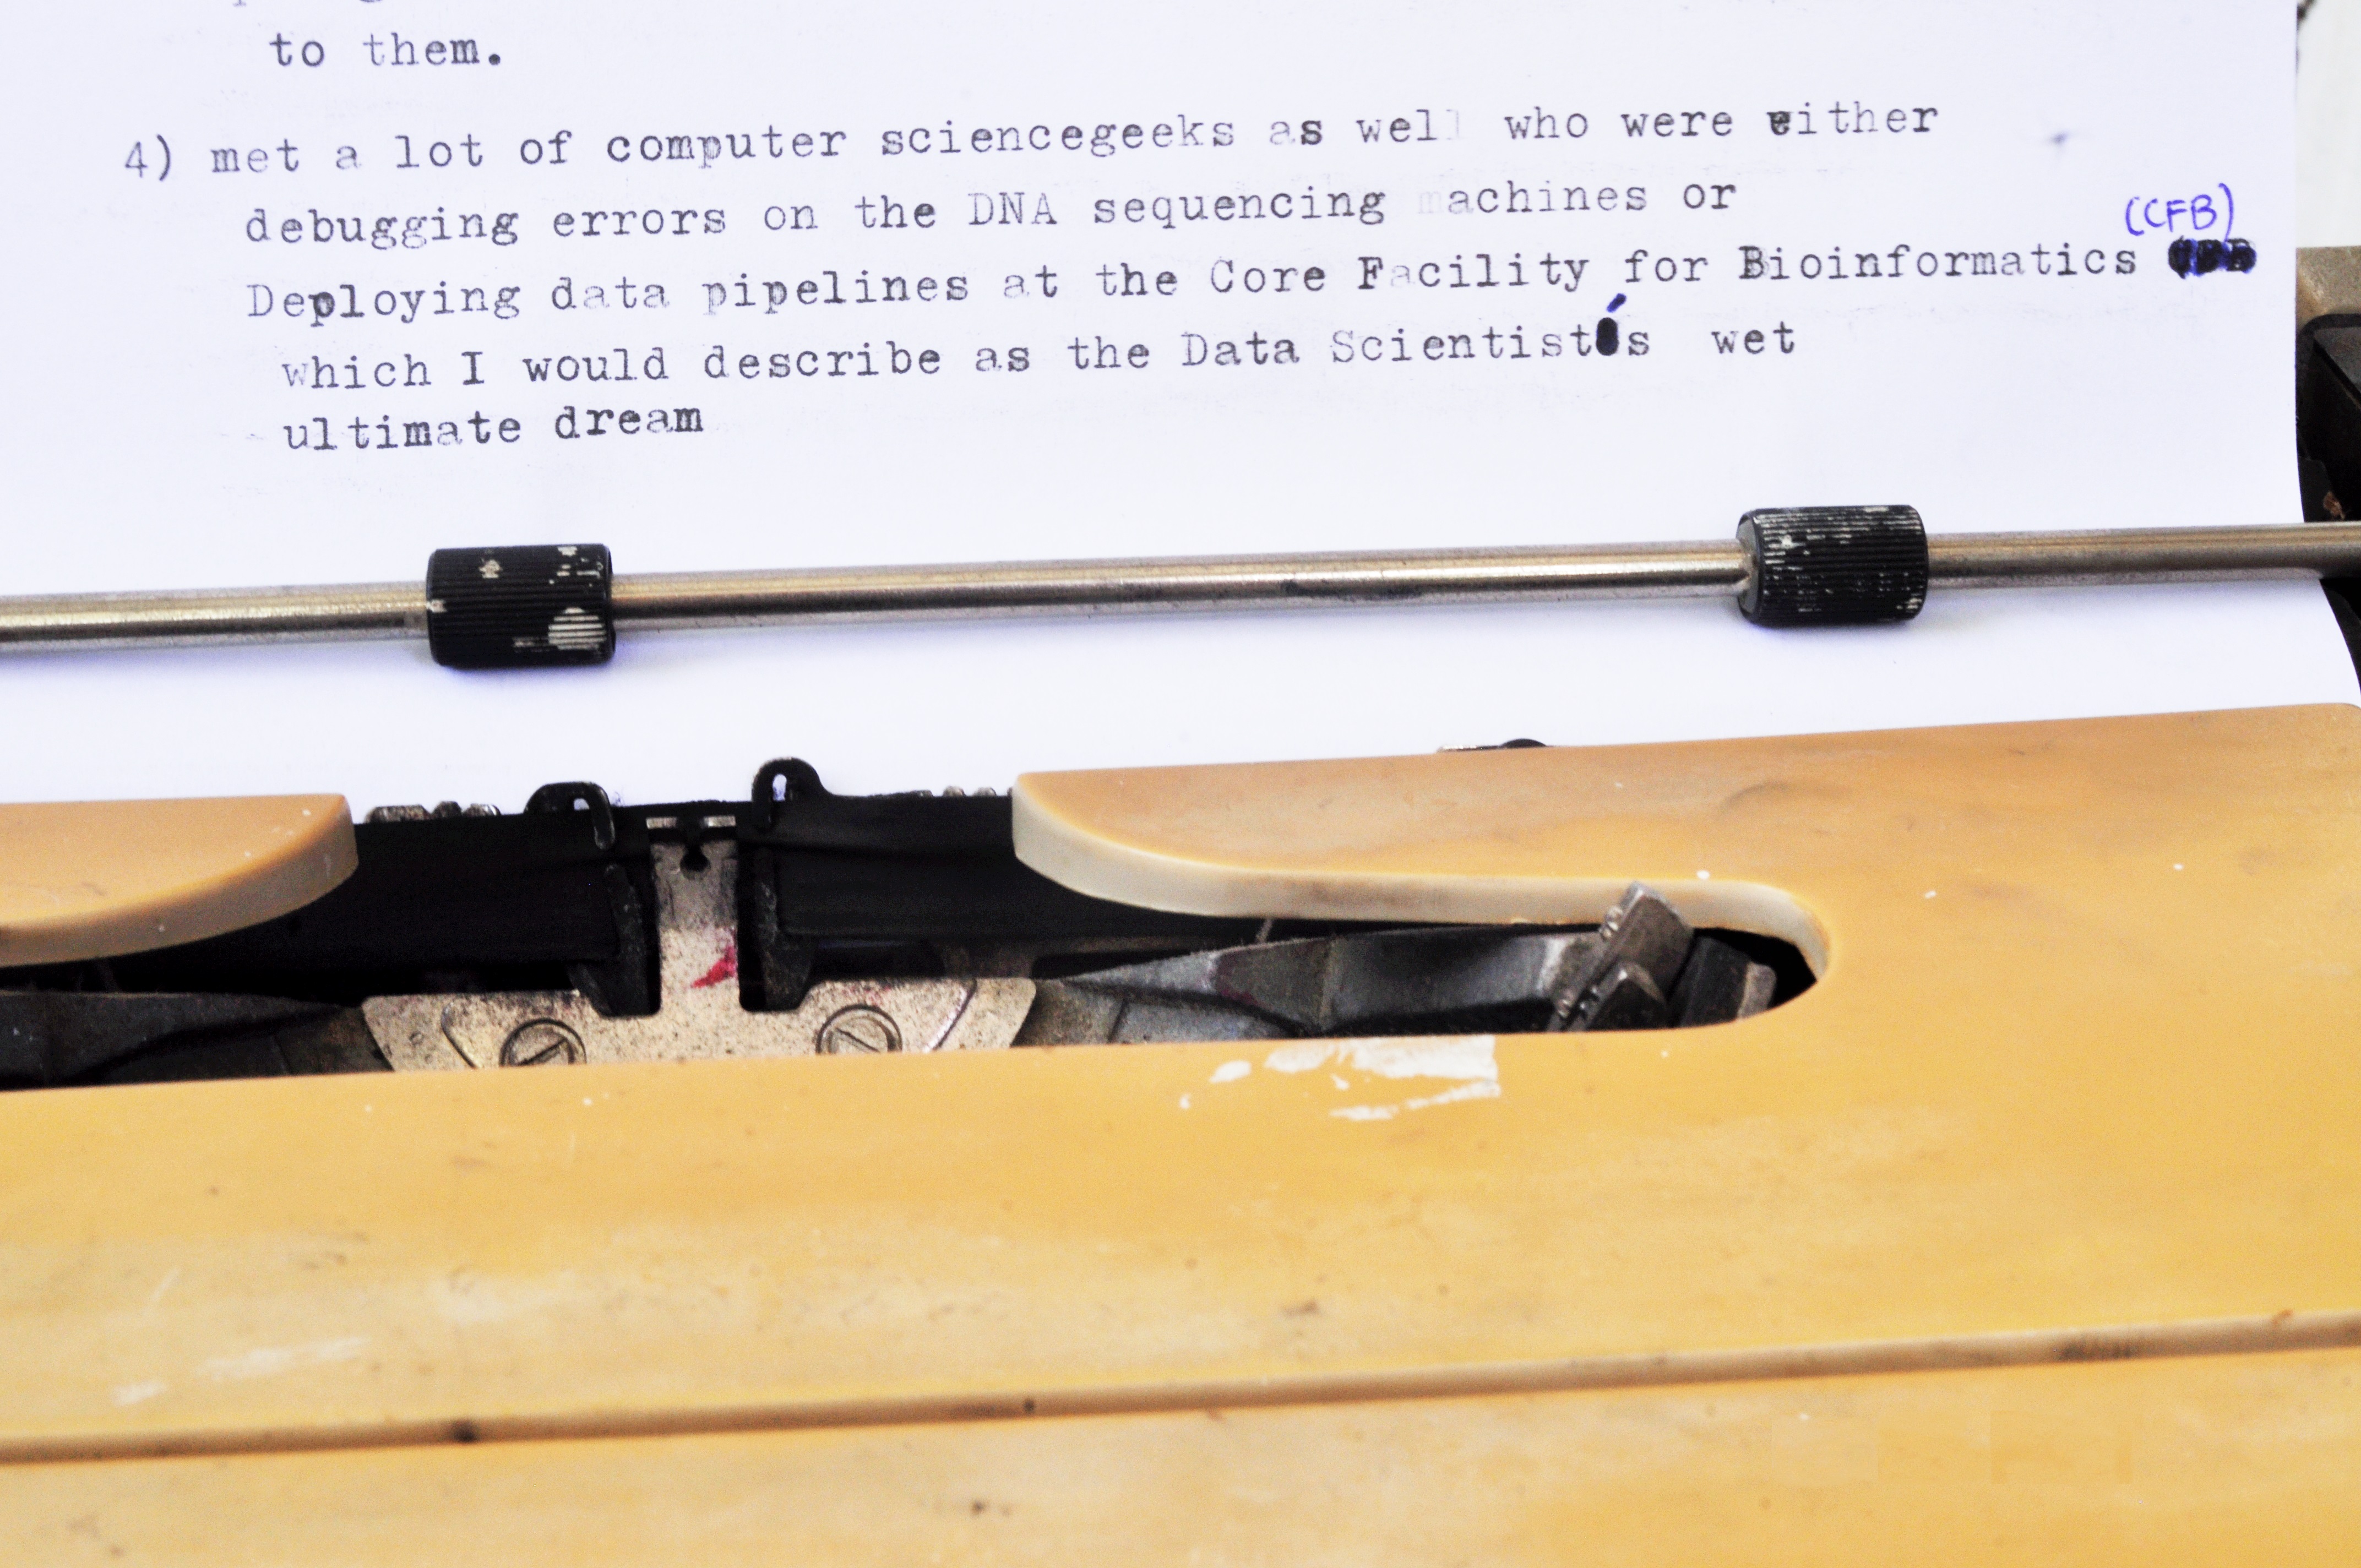 to them.
4) met a lot of computer sciencegeeks as well who were either
debugging errors on the DNA sequencing machines or
(CFB)
Deploying data pipelines at the Core Facility for Bioinformatics
which I would describe as the Data Scientist's wet
ultimate dream